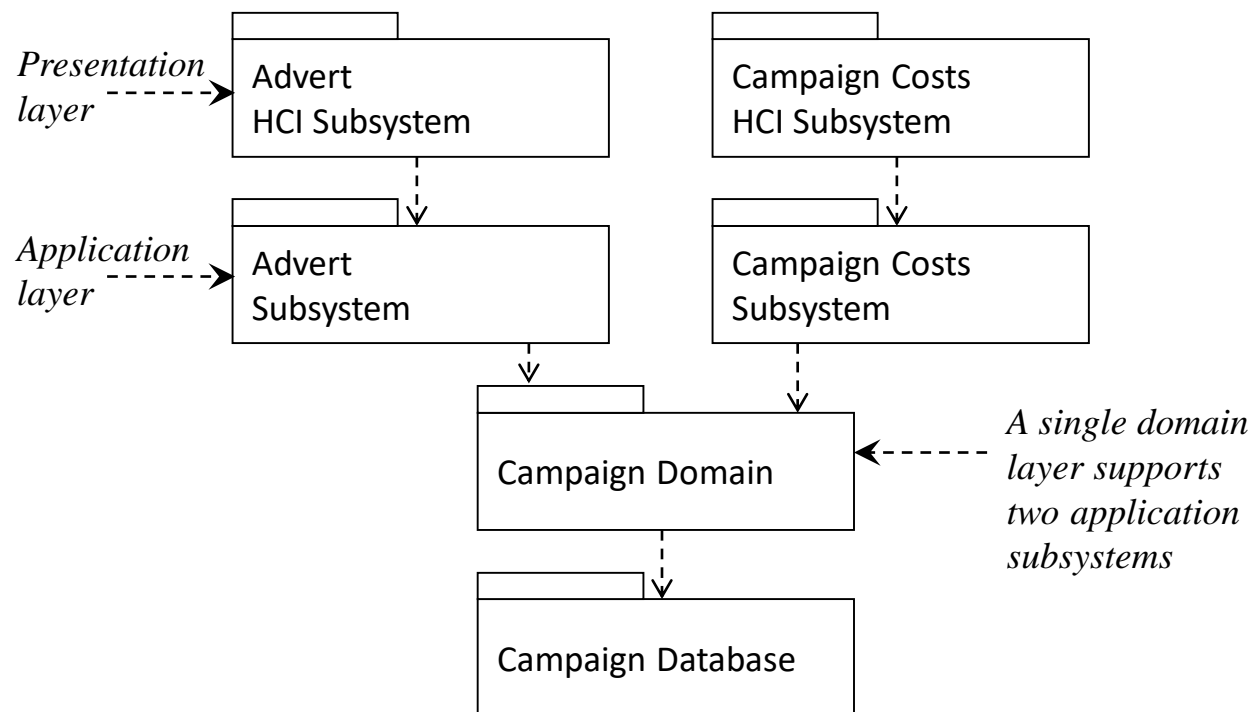 Presentation
layer
Advert
HCI Subsystem
Campaign Costs
HCI Subsystem
Application
layer
Advert
Subsystem
Campaign Costs
Subsystem
Campaign Domain
A single domain
layer supports
two application
subsystems
Campaign Database